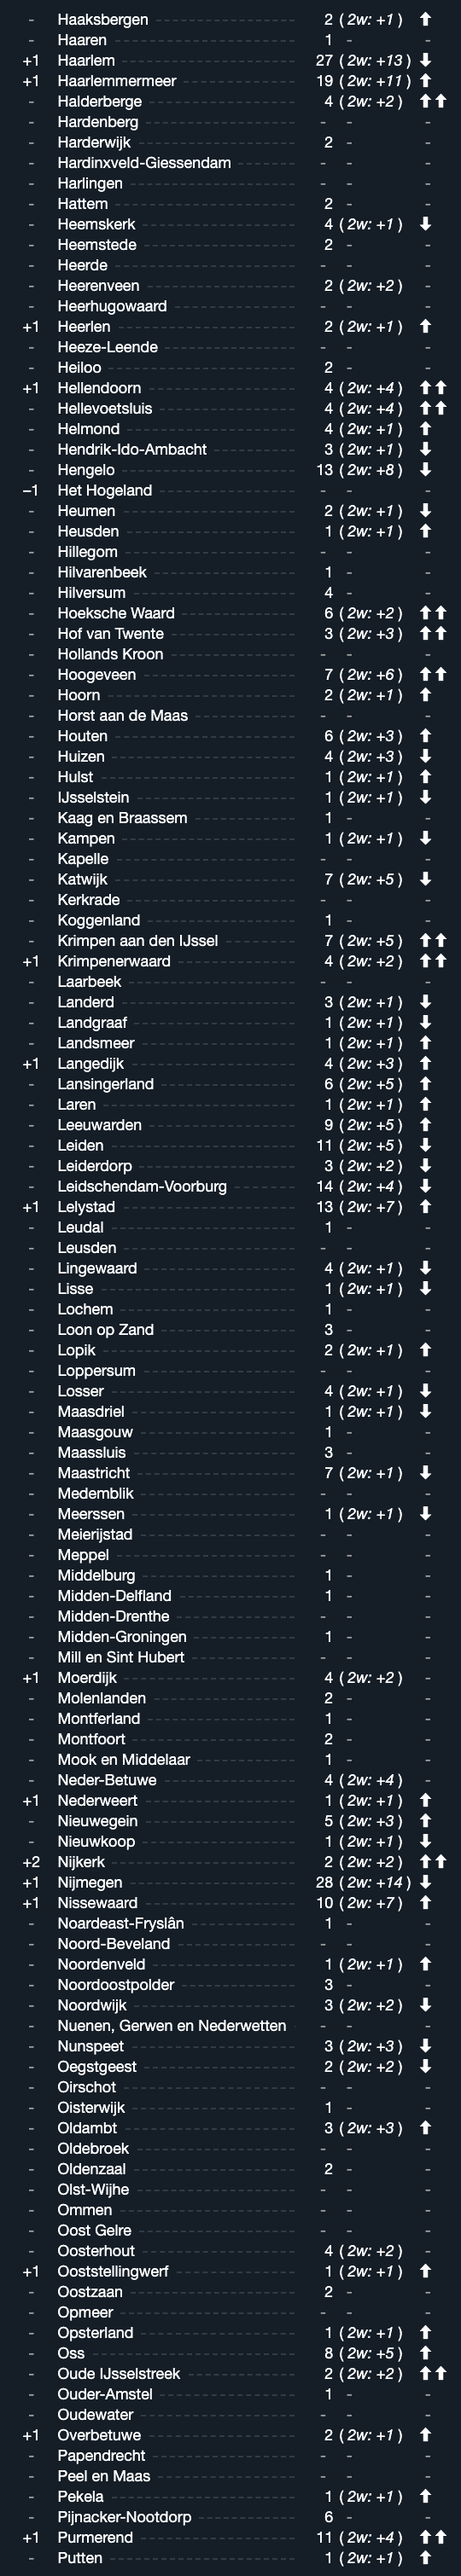 - Haaksbergen 2 (2w: +1) ⬆
- Haaren 1 - -
+1 Haarlem 27 (2w: +13) ⬇
+1 Haarlemmermeer 19 (2w: +11) ⬆
- Halderberge 4 (2w: +2) ⬆⬆
- Hardenberg - - -
- Harderwijk 2 - -
- Hardinxveld-Giessendam - - -
- Harlingen - - -
- Hattem 2 - -
- Heemskerk 4 (2w: +1) ⬇
- Heemstede 2 - -
- Heerde - - -
- Heerenveen 2 (2w: +2) -
- Heerhugowaard - - -
+1 Heerlen 2 (2w: +1) ⬆
- Heeze-Leende - - -
- Heiloo 2 - -
+1 Hellendoorn 4 (2w: +4) ⬆⬆
- Hellevoetsluis 4 (2w: +4) ⬆⬆
- Helmond 4 (2w: +1) ⬆
- Hendrik-Ido-Ambacht 3 (2w: +1) ⬇
- Hengelo 13 (2w: +8) ⬇
−1 Het Hogeland - - -
- Heumen 2 (2w: +1) ⬇
- Heusden 1 (2w: +1) ⬆
- Hillegom - - -
- Hilvarenbeek 1 - -
- Hilversum 4 - -
- Hoeksche Waard 6 (2w: +2) ⬆⬆
- Hof van Twente 3 (2w: +3) ⬆⬆
- Hollands Kroon - - -
- Hoogeveen 7 (2w: +6) ⬆⬆
- Hoorn 2 (2w: +1) ⬆
- Horst aan de Maas - - -
- Houten 6 (2w: +3) ⬆
- Huizen 4 (2w: +3) ⬇
- Hulst 1 (2w: +1) ⬆
- IJsselstein 1 (2w: +1) ⬇
- Kaag en Braassem 1 - -
- Kampen 1 (2w: +1) ⬇
- Kapelle - - -
- Katwijk 7 (2w: +5) ⬇
- Kerkrade - - -
- Koggenland 1 - -
- Krimpen aan den IJssel 7 (2w: +5) ⬆⬆
+1 Krimpenerwaard 4 (2w: +2) ⬆⬆
- Laarbeek - - -
- Landerd 3 (2w: +1) ⬇
- Landgraaf 1 (2w: +1) ⬇
- Landsmeer 1 (2w: +1) ⬆
+1 Langedijk 4 (2w: +3) ⬆
- Lansingerland 6 (2w: +5) ⬆
- Laren 1 (2w: +1) ⬆
- Leeuwarden 9 (2w: +5) ⬆
- Leiden 11 (2w: +5) ⬇
- Leiderdorp 3 (2w: +2) ⬇
- Leidschendam-Voorburg 14 (2w: +4) ⬇
+1 Lelystad 13 (2w: +7) ⬆
- Leudal 1 - -
- Leusden - - -
- Lingewaard 4 (2w: +1) ⬇
- Lisse 1 (2w: +1) ⬇
- Lochem 1 - -
- Loon op Zand 3 - -
- Lopik 2 (2w: +1) ⬆
- Loppersum - - -
- Losser 4 (2w: +1) ⬇
- Maasdriel 1 (2w: +1) ⬇
- Maasgouw 1 - -
- Maassluis 3 - -
- Maastricht 7 (2w: +1) ⬇
- Medemblik - - -
- Meerssen 1 (2w: +1) ⬇
- Meierijstad - - -
- Meppel - - -
- Middelburg 1 - -
- Midden-Delfland 1 - -
- Midden-Drenthe - - -
- Midden-Groningen 1 - -
- Mill en Sint Hubert - - -
+1 Moerdijk 4 (2w: +2) -
- Molenlanden 2 - -
- Montferland 1 - -
- Montfoort 2 - -
- Mook en Middelaar 1 - -
- Neder-Betuwe 4 (2w: +4) -
+1 Nederweert 1 (2w: +1) ⬆
- Nieuwegein 5 (2w: +3) ⬆
- Nieuwkoop 1 (2w: +1) ⬇
+2 Nijkerk 2 (2w: +2) ⬆⬆
+1 Nijmegen 28 (2w: +14) ⬇
+1 Nissewaard 10 (2w: +7) ⬆
- Noardeast-Fryslân 1 - -
- Noord-Beveland - - -
- Noordenveld 1 (2w: +1) ⬆
- Noordoostpolder 3 - -
- Noordwijk 3 (2w: +2) ⬇
- Nuenen, Gerwen en Nederwetten - - -
- Nunspeet 3 (2w: +3) ⬇
- Oegstgeest 2 (2w: +2) ⬇
- Oirschot - - -
- Oisterwijk 1 - -
- Oldambt 3 (2w: +3) ⬆
- Oldebroek - - -
- Oldenzaal 2 - -
- Olst-Wijhe - - -
- Ommen - - -
- Oost Gelre - - -
- Oosterhout 4 (2w: +2) -
+1 Ooststellingwerf 1 (2w: +1) ⬆
- Oostzaan 2 - -
- Opmeer - - -
- Opsterland 1 (2w: +1) ⬆
- Oss 8 (2w: +5) ⬆
- Oude IJsselstreek 2 (2w: +2) ⬆⬆
- Ouder-Amstel 1 - -
- Oudewater - - -
+1 Overbetuwe 2 (2w: +1) ⬆
- Papendrecht - - -
- Peel en Maas - - -
- Pekela 1 (2w: +1) ⬆
- Pijnacker-Nootdorp 6 - -
+1 Purmerend 11 (2w: +4) ⬆⬆
- Putten 1 (2w: +1) ⬆